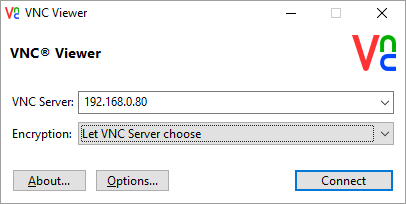 VNC Viewer
VNC® Viewer
VNC Server: 192.168.0.80
Encryption: Let VNC Server choose
About... Options... Connect